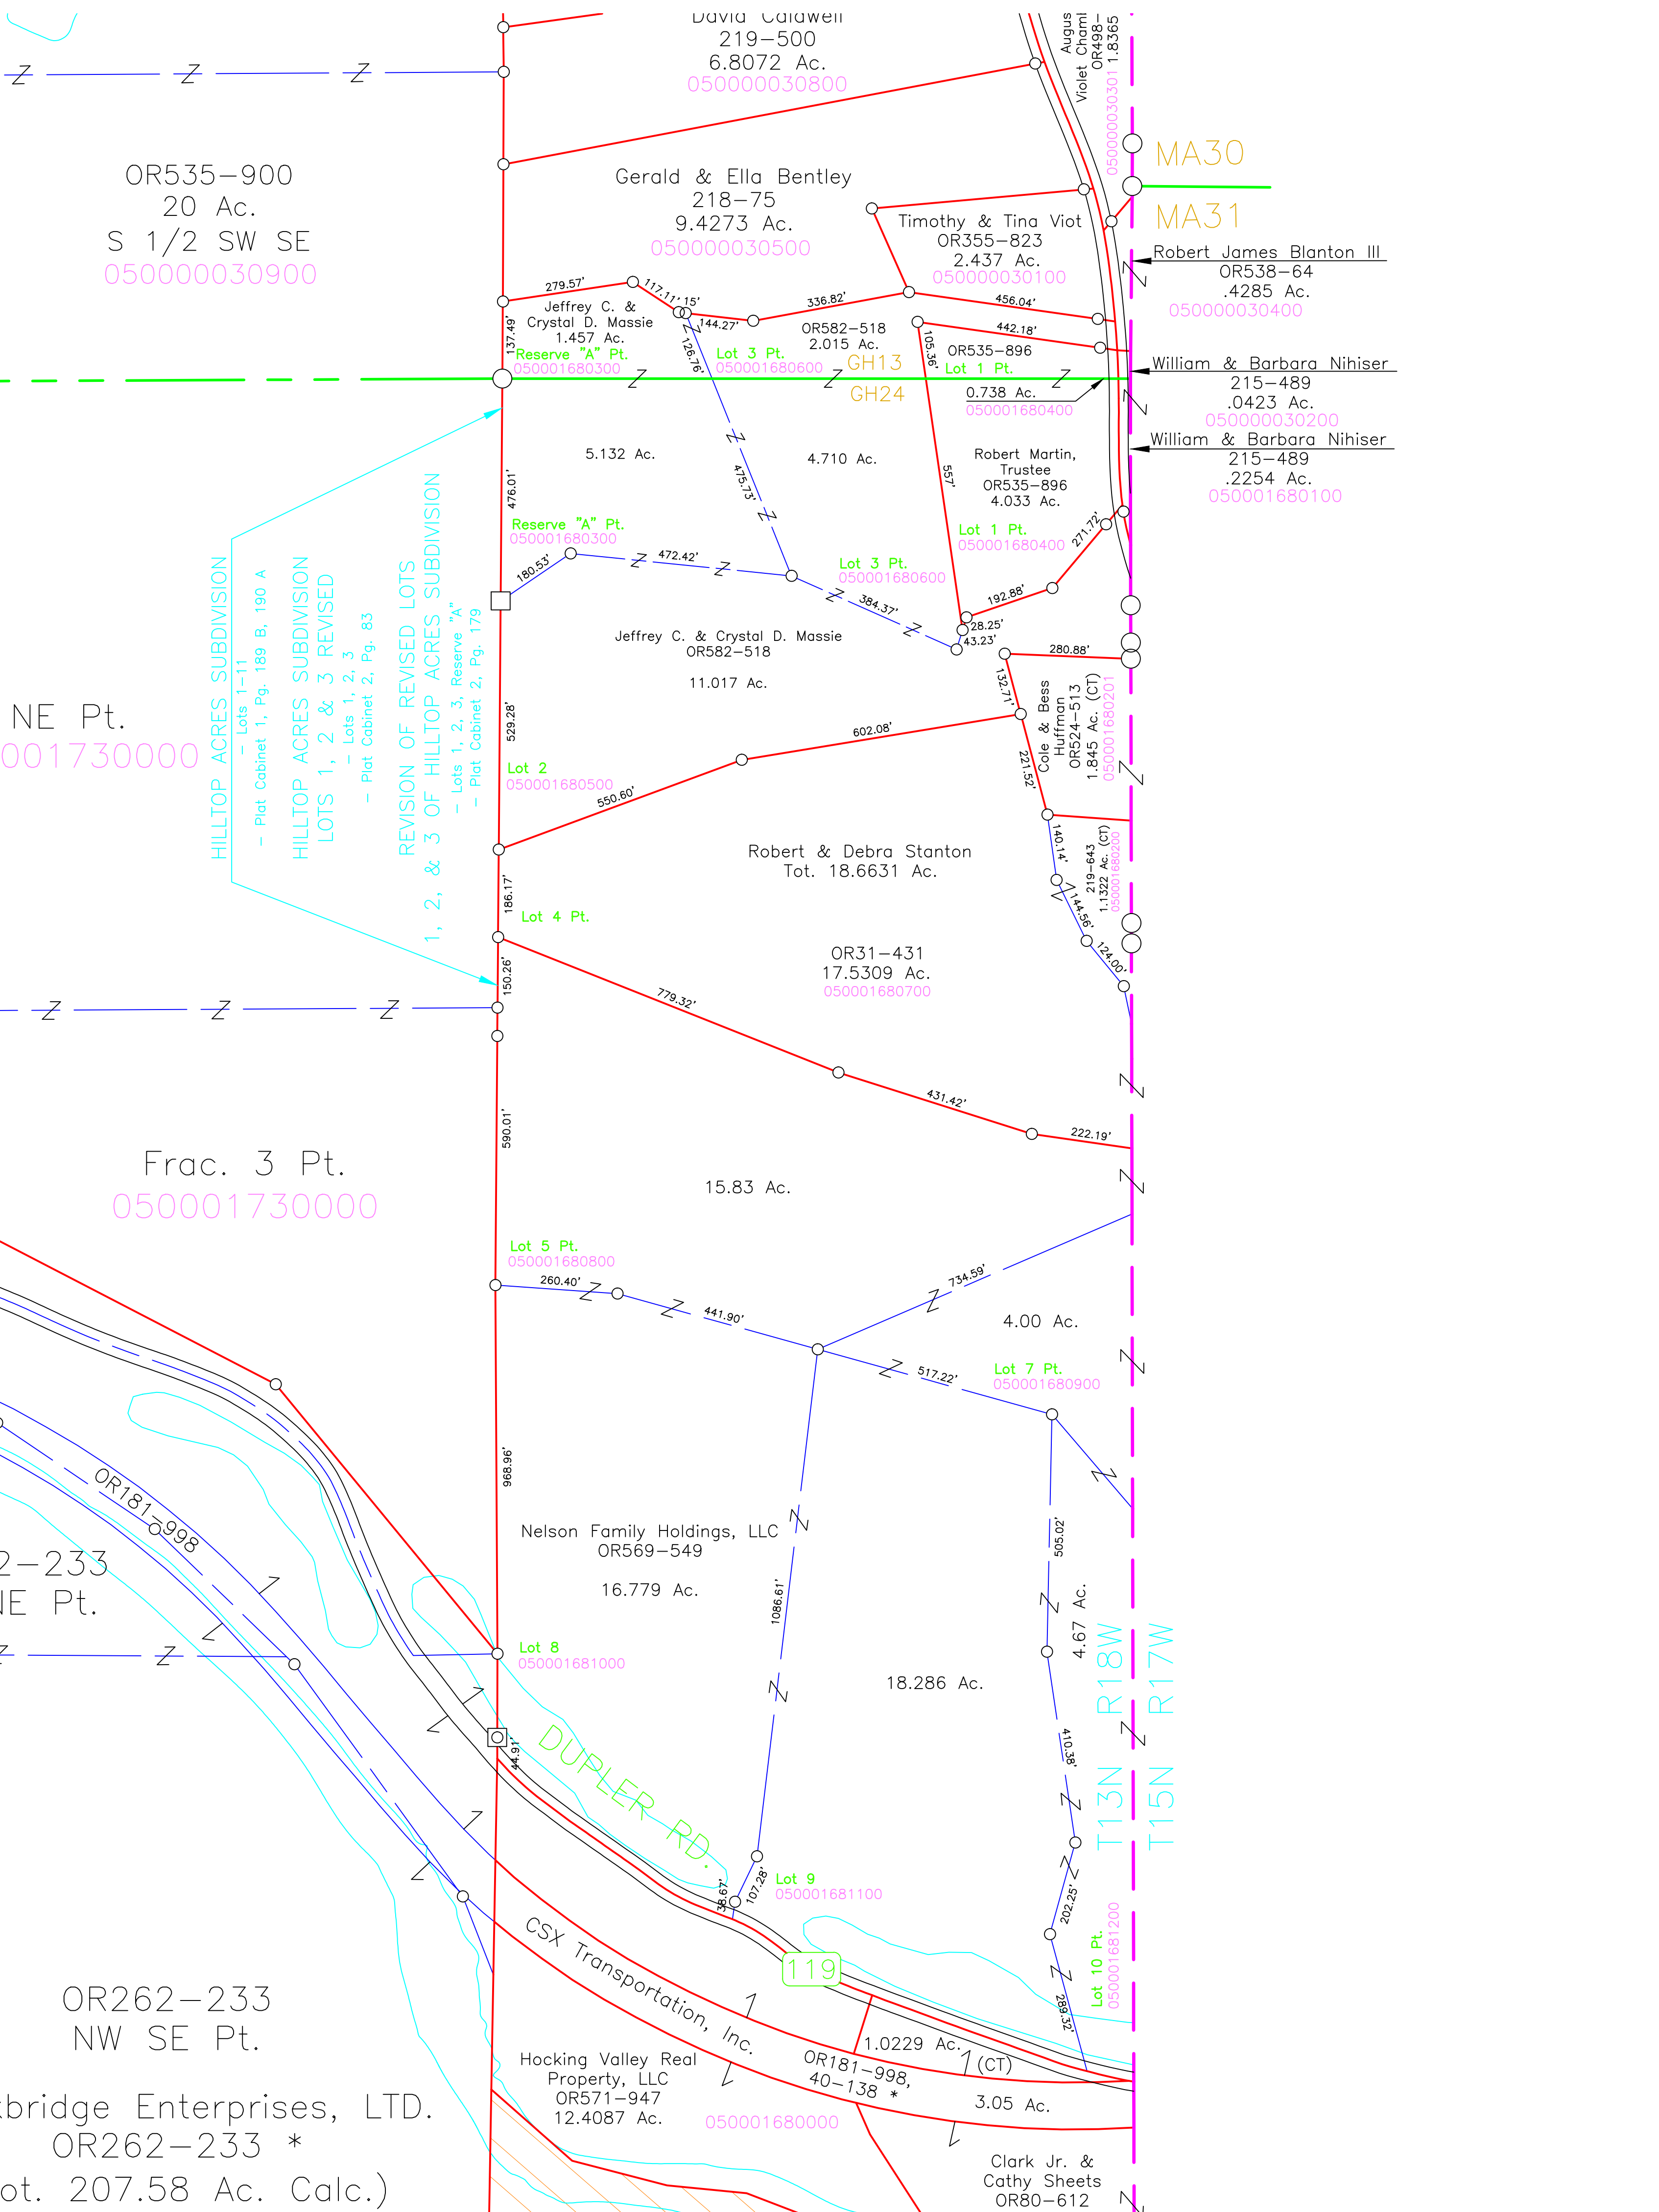 David Caldwell
219-500
6.8072 Ac.
050000030800
Violet
OR498-
1.8365
050000030301
MA30
MA31
OR535-900
20 Ac.
S 1/2 SW SE
050000030900
Gerald & Ella Bentley
218-75
9.4273 Ac.
050000030500
Timothy & Tina Viot
OR355-823
2.437 Ac.
050000030100
Robert James Blanton III
OR538-64
.4285 Ac.
050000030400
279.57'
117.11'
15'
144.27'
336.82'
456.04'
442.18'
137.49'
Jeffrey C. &
Crystal D. Massie
1.457 Ac.
Reserve "A" Pt.
050001680300
126.76'
Lot 3 Pt.
050001680600
OR582-518
2.015 Ac.
GH13
GH24
105.36'
OR535-896
Lot 1 Pt.
0.738 Ac.
050001680400
William & Barbara Nihiser
215-489
.0423 Ac.
050000030200
William & Barbara Nihiser
215-489
.2254 Ac.
050001680100
476.01'
5.132 Ac.
475.73'
4.710 Ac.
557'
Robert Martin,
Trustee
OR535-896
4.033 Ac.
Lot 1 Pt.
050001680400
271.72'
Reserve "A" Pt.
050001680300
180.53'
472.42'
Lot 3 Pt.
050001680600
384.37'
192.88'
28.25'
43.23'
HILLTOP ACRES SUBDIVISION
- Lots 1-11
- Plat Cabinet 1, Pg. 189 B, 190 A
HILLTOP ACRES SUBDIVISION
LOTS 1, 2 & 3 REVISED
- Lots 1, 2, 3
- Plat Cabinet 2, Pg. 83
REVISION OF REVISED LOTS
1, 2, & 3 OF HILLTOP ACRES SUBDIVISION
- Lots 1, 2, 3, Reserve "A"
- Plat Cabinet 2, Pg. 179
Jeffrey C. & Crystal D. Massie
OR582-518
11.017 Ac.
529.28'
280.88'
132.71'
Cole & Bess
Huffman
OR524-513
1.845 Ac. (CT)
050001680201
NE Pt.
001730000
602.08'
221.52'
Lot 2
050001680500
550.60'
Robert & Debra Stanton
Tot. 18.6631 Ac.
140.14'
219-643
1.1322 Ac. (CT)
050001680200
144.56'
124.00'
186.17'
Lot 4 Pt.
OR31-431
17.5309 Ac.
050001680700
150.26'
779.32'
431.42'
222.19'
590.01'
Frac. 3 Pt.
050001730000
15.83 Ac.
Lot 5 Pt.
050001680800
260.40'
441.90'
734.59'
4.00 Ac.
517.22'
Lot 7 Pt.
050001680900
968.96'
OR181-998
2-233
NE Pt.
Nelson Family Holdings, LLC
OR569-549
16.779 Ac.
1086.61'
505.02'
4.67 Ac.
Lot 8
050001681000
18.286 Ac.
R18W
R17W
T13N
T15N
410.38'
44.91'
DUPLER RD.
38.67'
107.28'
Lot 9
050001681100
202.25'
Lot 10 Pt.
050001681200
289.32'
CSX Transportation, Inc.
119
OR262-233
NW SE Pt.
1.0229 Ac.
(CT)
OR181-998,
40-138 *
3.05 Ac.
Hocking Valley Real
Property, LLC
OR571-947
12.4087 Ac.
050001680000
bridge Enterprises, LTD.
OR262-233 *
ot. 207.58 Ac. Calc.)
Clark Jr. &
Cathy Sheets
OR80-612